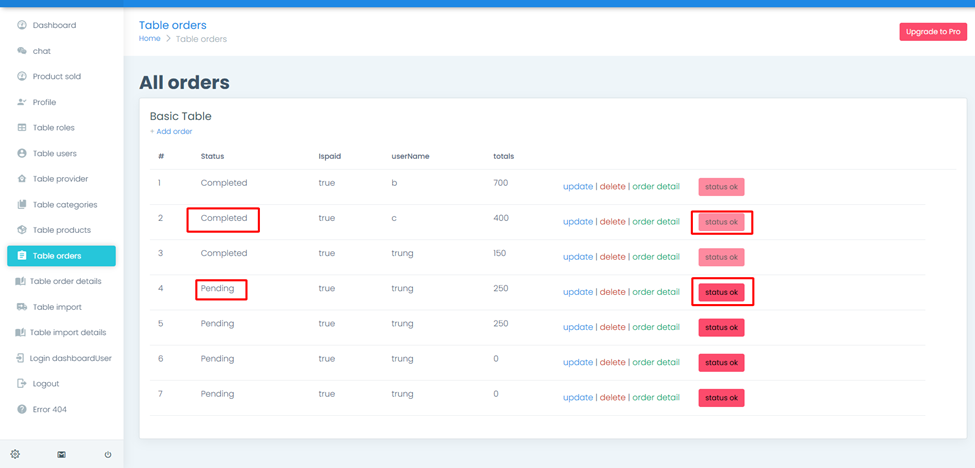 Dashboard
chat
Product sold
Profile
Table roles
Table users
Table provider
Table categories
Table products
Table orders
Table order details
Table import
Table import details
Login dashboardUser
Logout
Error 404
Table orders
Home > Table orders
Upgrade to Pro
All orders
Basic Table
+ Add order
# Status Ispaid userName totals
1 Completed true b 700 update | delete | order detail status ok
2 Completed true c 400 update | delete | order detail status ok
3 Completed true trung 150 update | delete | order detail status ok
4 Pending true trung 250 update | delete | order detail status ok
5 Pending true trung 250 update | delete | order detail status ok
6 Pending true trung 0 update | delete | order detail status ok
7 Pending true trung 0 update | delete | order detail status ok